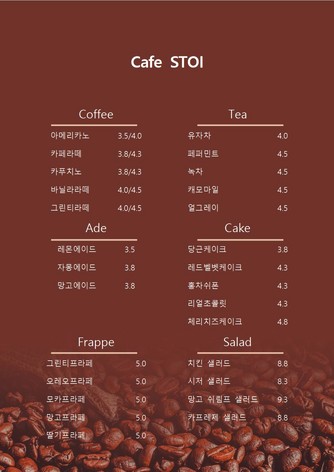 Cafe STOI
Coffee
아메리카노 3.5/4.0
카페라떼 3.8/4.3
카푸치노 3.8/4.3
바닐라라떼 4.0/4.5
그린티라떼 4.0/4.5
Tea
유자차 4.0
페퍼민트 4.5
녹차 4.5
캐모마일 4.5
얼그레이 4.5
Ade
레몬에이드 3.5
자몽에이드 3.8
망고에이드 3.8
Cake
당근케이크 3.8
레드벨벳케이크 4.3
홍차쉬폰 4.3
리얼초콜릿 4.3
체리치즈케이크 4.8
Frappe
그린티프라페 5.0
오레오프라페 5.0
모카프라페 5.0
망고프라페 5.0
딸기프라페 5.0
Salad
치킨 샐러드 8.8
시저 샐러드 8.3
망고 쉬림프 샐러드 9.3
카프레제 샐러드 8.8